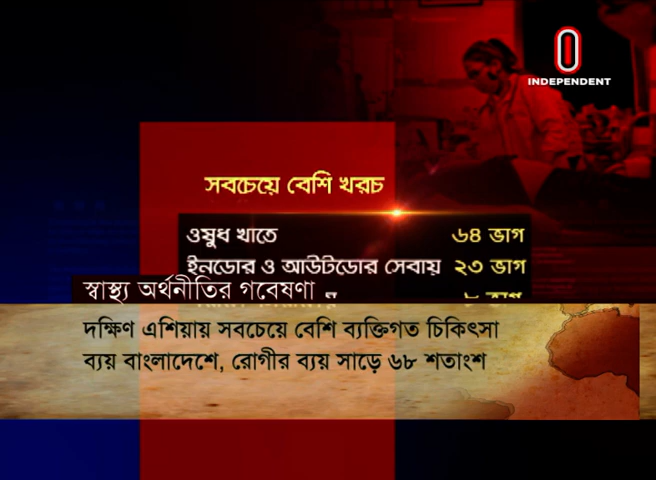 INDEPENDENT
সবচেয়ে বেশি খরচ
ওষুধ খাতে ৬৪ ভাগ
ইনডোর ও আউটডোর সেবায় ২৩ ভাগ
স্বাস্থ্য অর্থনীতির গবেষণা
দক্ষিণ এশিয়ায় সবচেয়ে বেশি ব্যক্তিগত চিকিৎসা
ব্যয় বাংলাদেশে, রোগীর ব্যয় সাড়ে ৬৮ শতাংশ